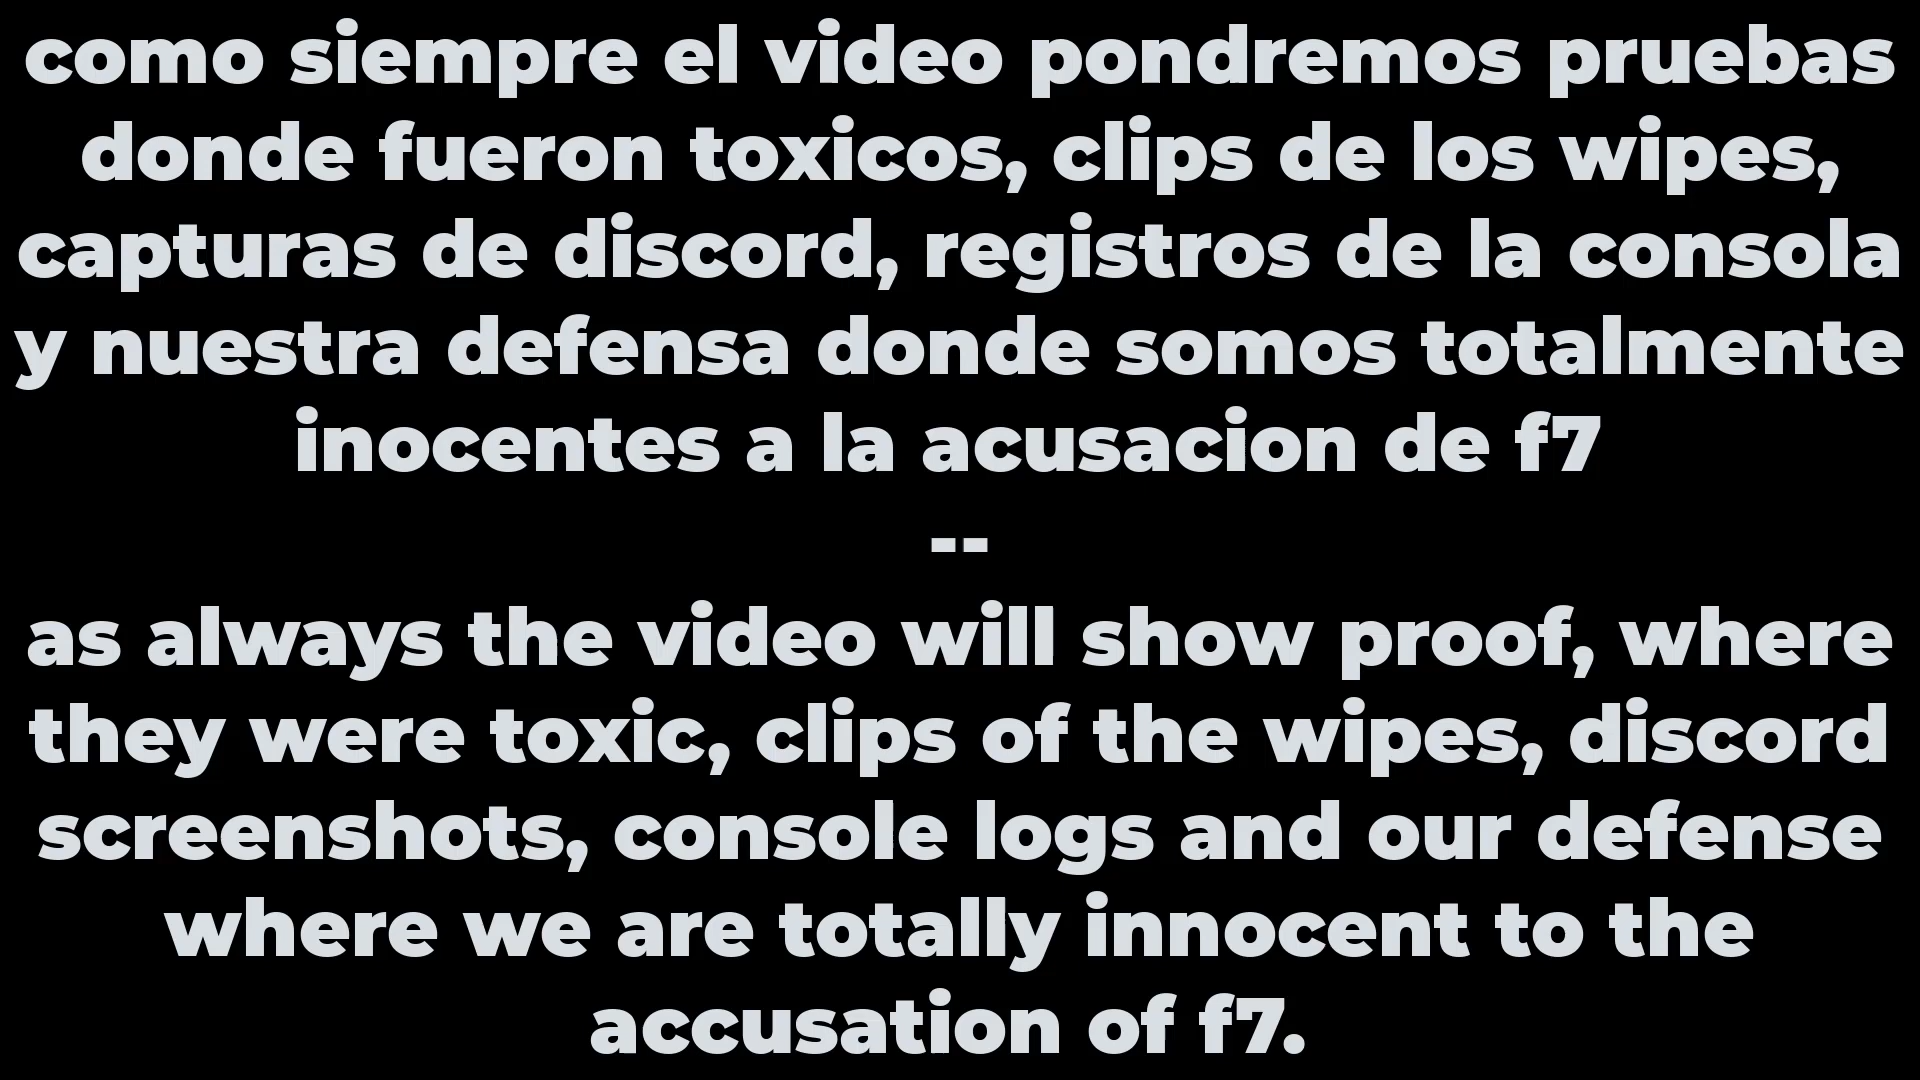 como siempre el video pondremos pruebas
donde fueron toxicos, clips de los wipes,
capturas de discord, registros de la consola
y nuestra defensa donde somos totalmente
inocentes a la acusacion de f7
--
as always the video will show proof, where
they were toxic, clips of the wipes, discord
screenshots, console logs and our defense
where we are totally innocent to the
accusation of f7.